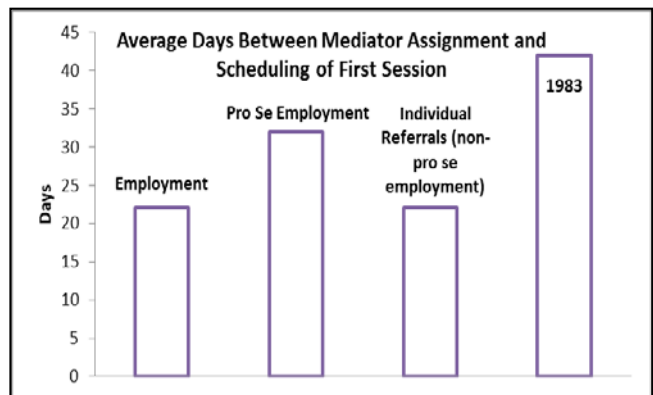 Average Days Between Mediator Assignment and
Scheduling of First Session
Days
45
40
35
30
25
20
15
10
5
0
Employment
Pro Se Employment
Individual
Referrals (non-
pro se
employment)
1983